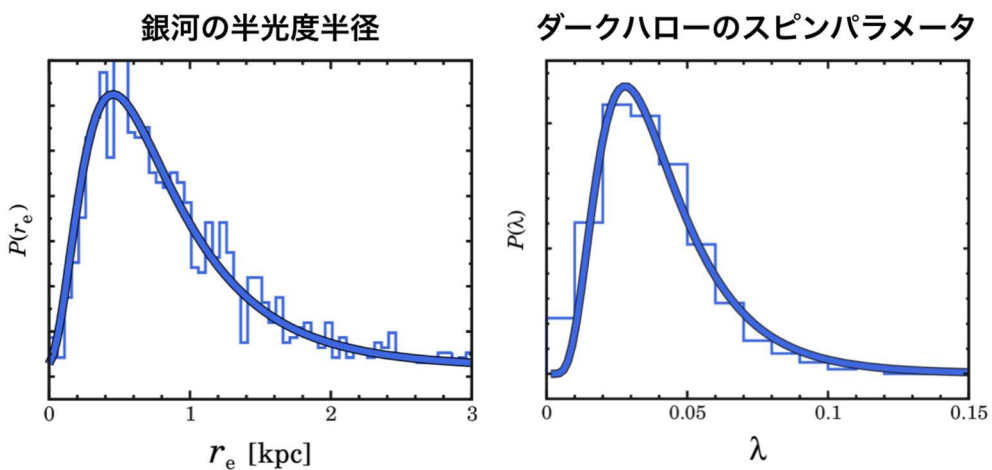 銀河の半光度半径
P(rₑ)
0 1 2 3
rₑ [kpc]
ダークハローのスピンパラメータ
P(λ)
0 0.05 0.1 0.15
λ